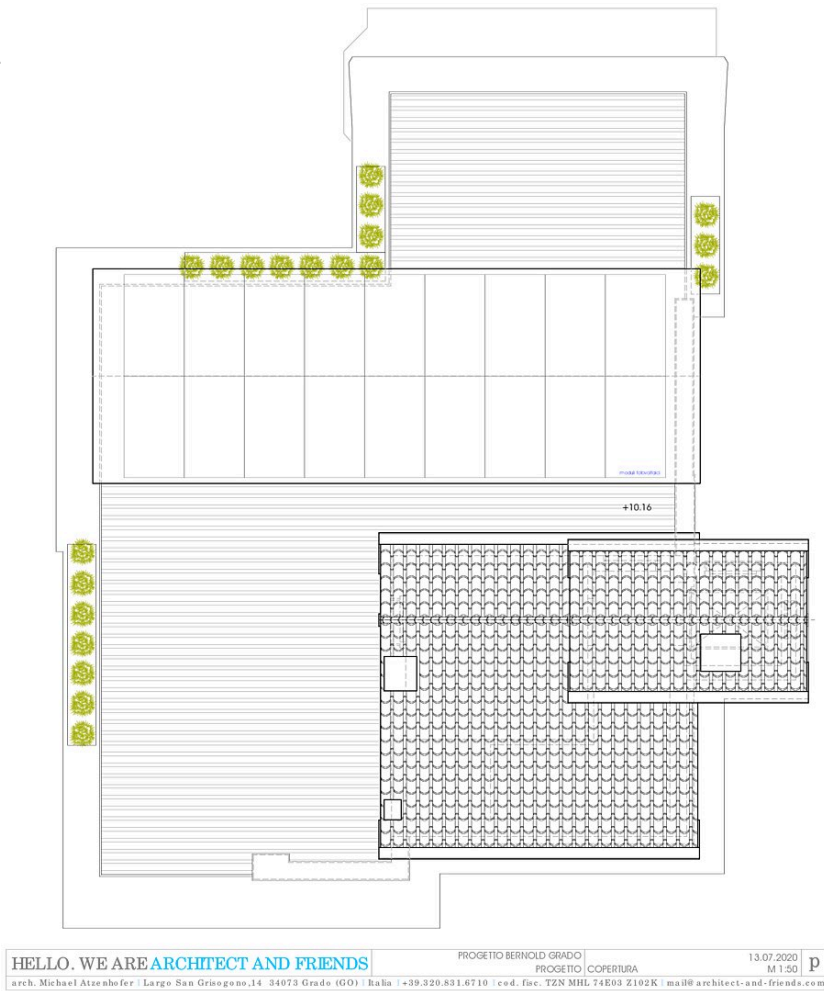 moduli fotovoltaici
+10.16
HELLO. WE ARE ARCHITECT AND FRIENDS
PROGETTO BERNOLD GRADO
PROGETTO COPERTURA
13.07.2020
M 1:50
p
arch. Michael Atzenhofer | Largo San Grisogono,14 34073 Grado (GO) | Italia | +39.320.831.6710 | cod. fisc. TZN MHL 74E03 Z102K | mail@architect-and-friends.com